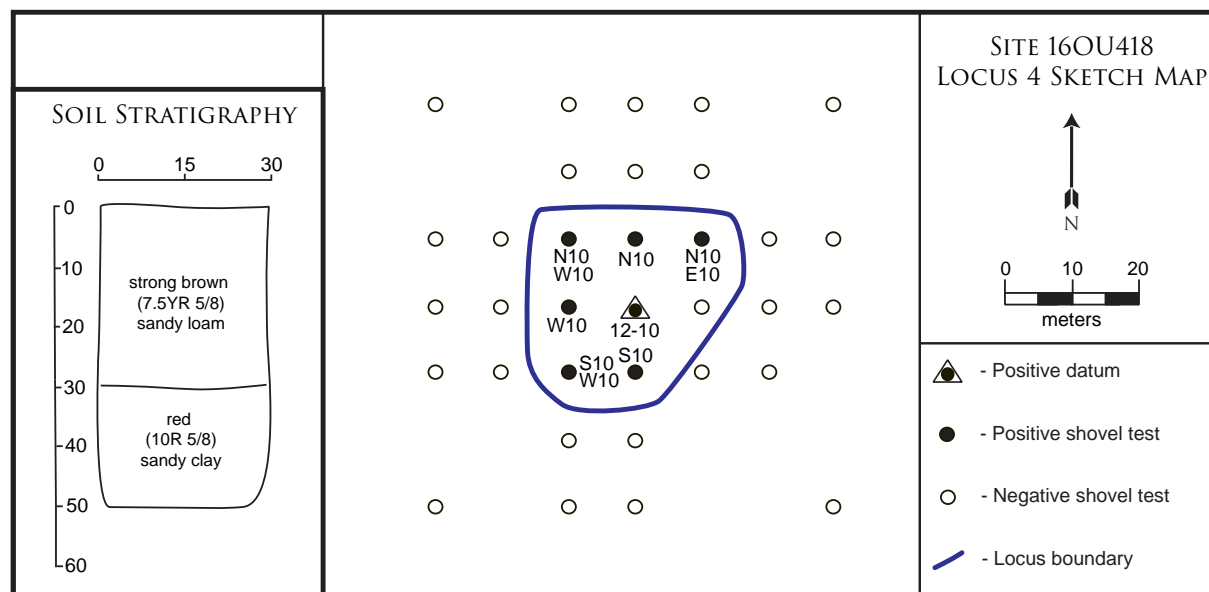 SOIL STRATIGRAPHY
0 15 30
0
-10
-20
-30
-40
-50
-60
strong brown
(7.5YR 5/8)
sandy loam
red
(10R 5/8)
sandy clay
N10
W10
N10
N10
E10
W10
12-10
S10
W10
S10
SITE 16OU418
LOCUS 4 SKETCH MAP
N
0 10 20
meters
- Positive datum
- Positive shovel test
- Negative shovel test
- Locus boundary